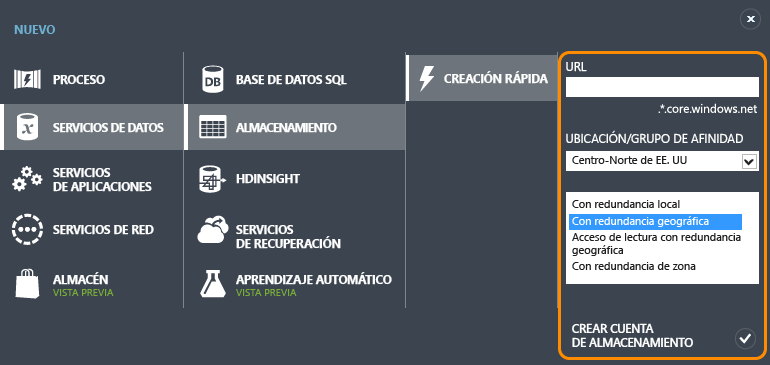 NUEVO
PROCESO
SERVICIOS DE DATOS
SERVICIOS
DE APLICACIONES
SERVICIOS DE RED
ALMACÉN
VISTA PREVIA
DB
BASE DE DATOS SQL
ALMACENAMIENTO
HDINSIGHT
SERVICIOS
DE RECUPERACIÓN
APRENDIZAJE AUTOMÁTICO
VISTA PREVIA
CREACIÓN RÁPIDA
URL
.*.core.windows.net
UBICACIÓN/GRUPO DE AFINIDAD
Centro-Norte de EE. UU
Con redundancia local
Con redundancia geográfica
Acceso de lectura con redundancia
geográfica
Con redundancia de zona
CREAR CUENTA
DE ALMACENAMIENTO